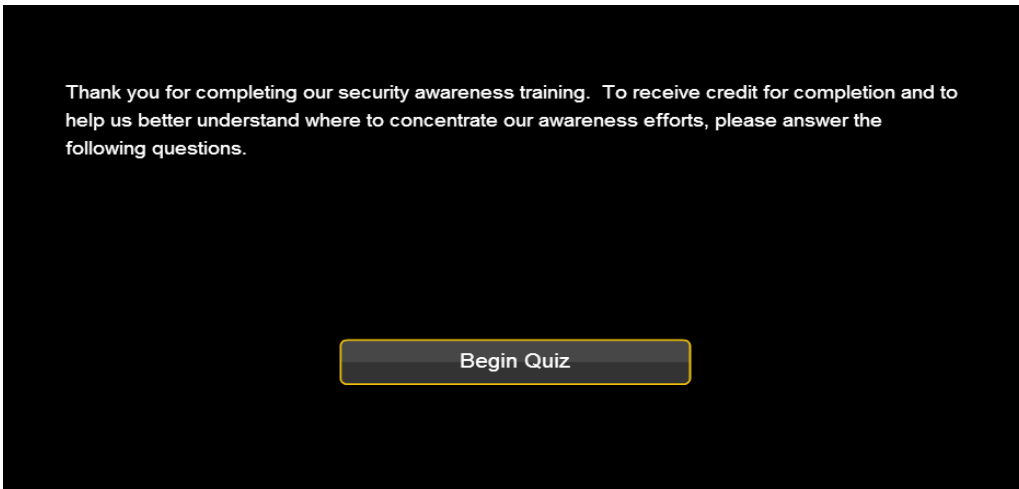 Thank you for completing our security awareness training.  To receive credit for completion and to
help us better understand where to concentrate our awareness efforts, please answer the
following questions.
Begin Quiz